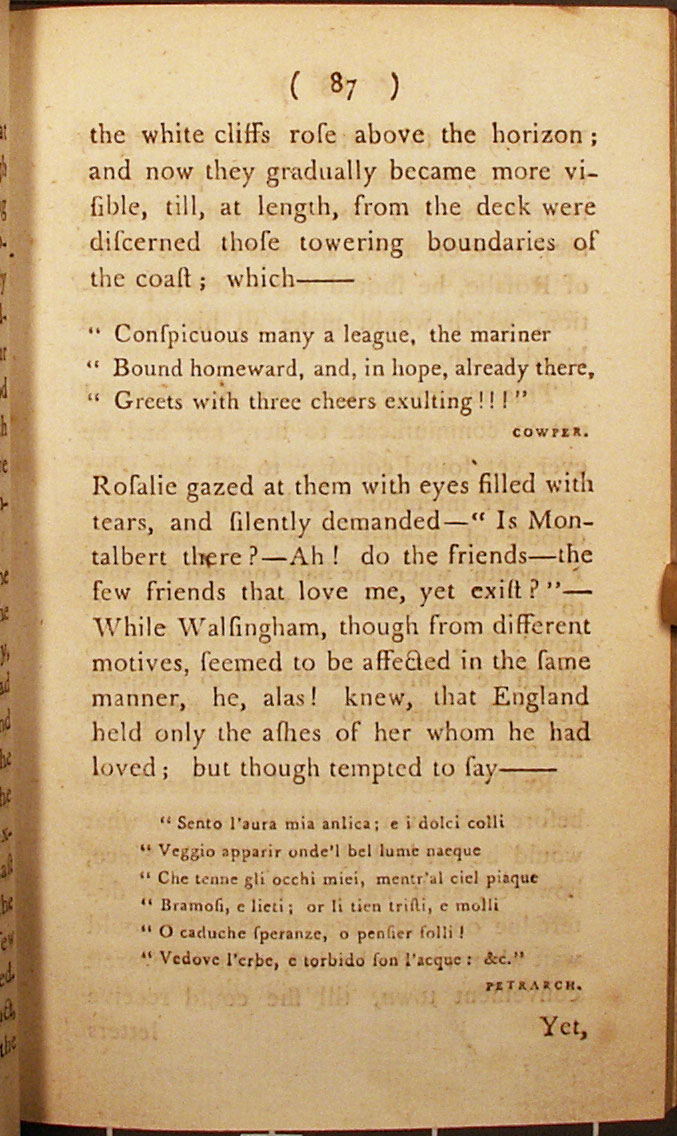 ( 87 )
the white cliffs roſe above the horizon ;
and now they gradually became more vi-
ſible, till, at length, from the deck were
diſcerned thoſe towering boundaries of
the coaſt ; which——
“ Conſpicuous many a league, the mariner
“ Bound homeward, and, in hope, already there,
“ Greets with three cheers exulting ! ! ! ”
COWPER.
Roſalie gazed at them with eyes filled with
tears, and ſilently demanded—“ Is Mon-
talbert there ?—Ah ! do the friends—the
few friends that love me, yet exiſt ? ”—
While Walſingham, though from different
motives, ſeemed to be affected in the ſame
manner, he, alas ! knew, that England
held only the aſhes of her whom he had
loved ; but though tempted to ſay——
“ Sento l'aura mia anlica ; e i dolci colli
“ Veggio apparir onde'l bel lume nacque
“ Che tenne gli occhi miei, mentr'al ciel piaque
“ Bramoſi, e lieti ; or li tien triſti, e molli
“ O caduche ſperanze, o penſier folli !
“ Vedove l'erbe, e torbido ſon l'acque : &c.”
PETRARCH.
Yet,